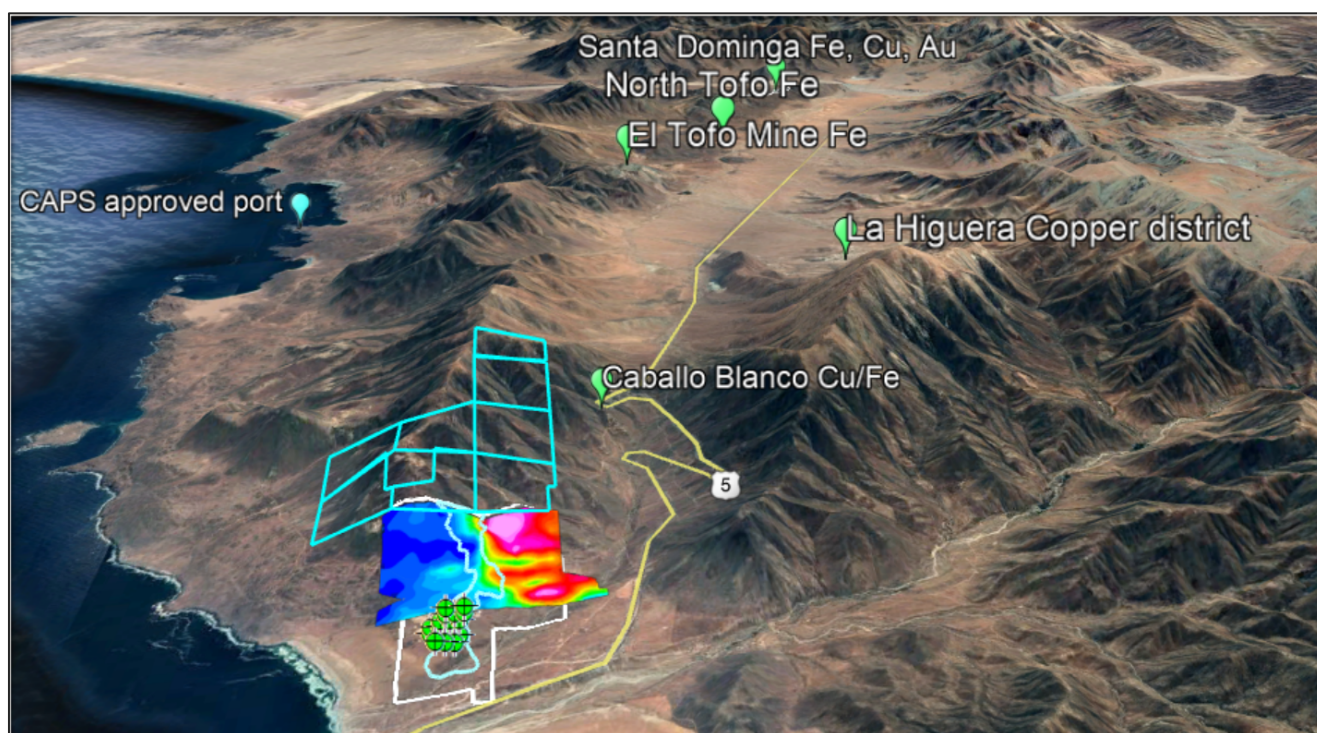 Santa Dominga Fe, Cu, Au
North Tofo Fe
El Tofo Mine Fe
CAPS approved port
La Higuera Copper district
Caballo Blanco Cu/Fe
5